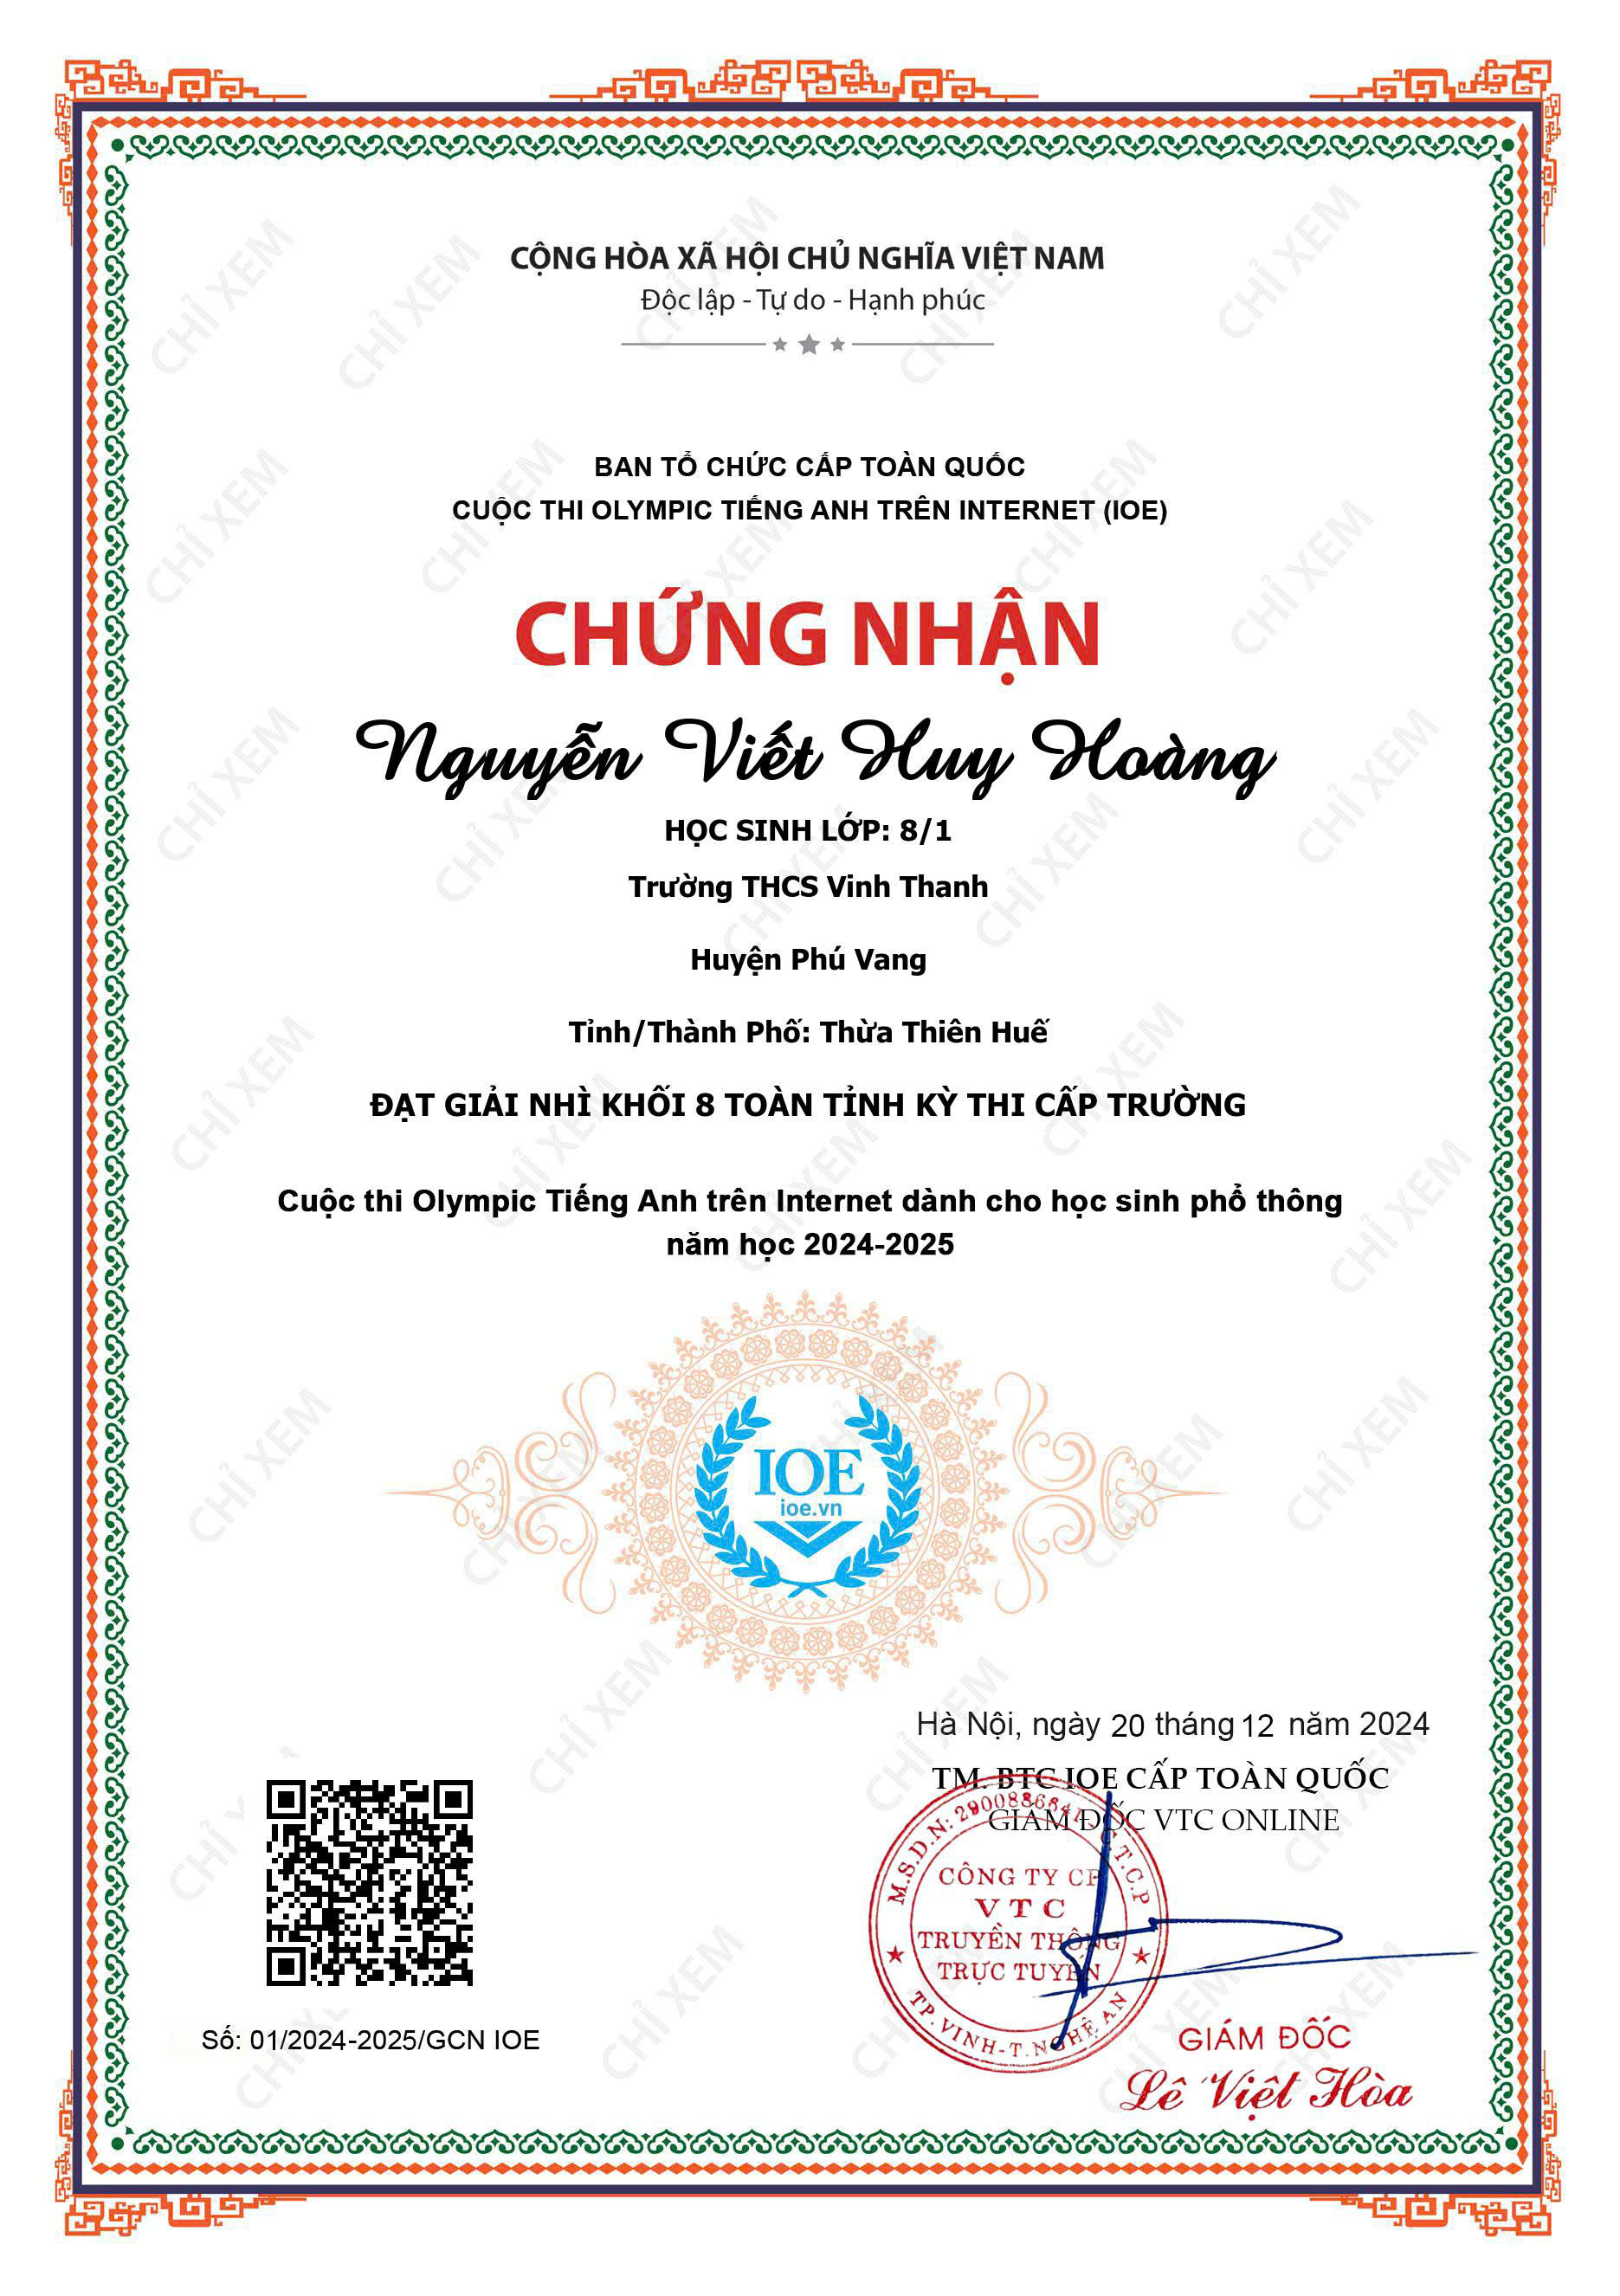 CỘNG HÒA XÃ HỘI CHỦ NGHĨA VIỆT NAM
Độc lập - Tự do - Hạnh phúc
BAN TỔ CHỨC CẤP TOÀN QUỐC
CUỘC THI OLYMPIC TIẾNG ANH TRÊN INTERNET (IOE)
CHỨNG NHẬN
Nguyễn Viết Huy Hoàng
HỌC SINH LỚP: 8/1
Trường THCS Vinh Thanh
Huyện Phú Vang
Tỉnh/Thành Phố: Thừa Thiên Huế
ĐẠT GIẢI NHÌ KHỐI 8 TOÀN TỈNH KỲ THI CẤP TRƯỜNG
Cuộc thi Olympic Tiếng Anh trên Internet dành cho học sinh phổ thông
năm học 2024-2025
IOE
ioe.vn
Hà Nội, ngày 20 tháng 12 năm 2024
TM. BTC IOE CẤP TOÀN QUỐC
GIÁM ĐỐC VTC ONLINE
M.S.D.N: C.T.C.P
CÔNG TY CP
VTC
TRUYỀN THÔNG
TRỰC TUYẾN
TP. VINH - T. NGHỆ AN
GIÁM ĐỐC
Lê Việt Hòa
Số: 01/2024-2025/GCN IOE
CHỈ XEM